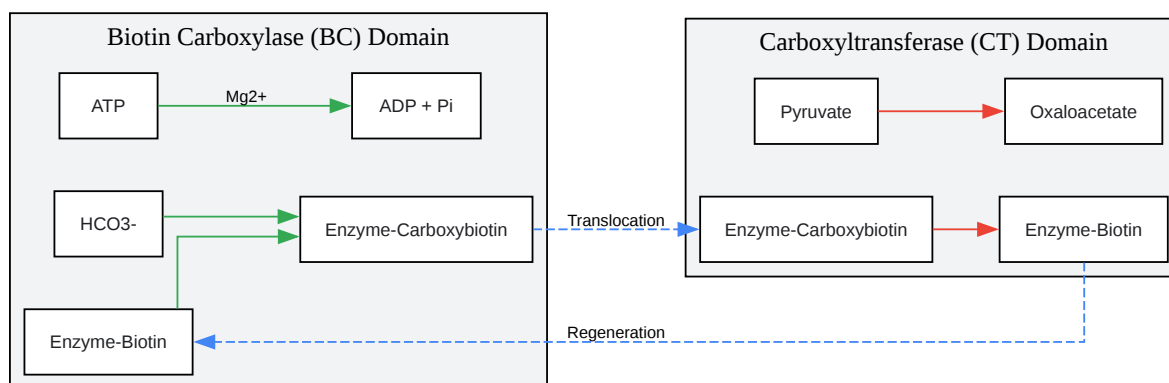 Biotin Carboxylase (BC) Domain
ATP
Mg2+
ADP + Pi
HCO3-
Enzyme-Carboxybiotin
Enzyme-Biotin
Translocation
Regeneration
Carboxyltransferase (CT) Domain
Pyruvate
Oxaloacetate
Enzyme-Carboxybiotin
Enzyme-Biotin